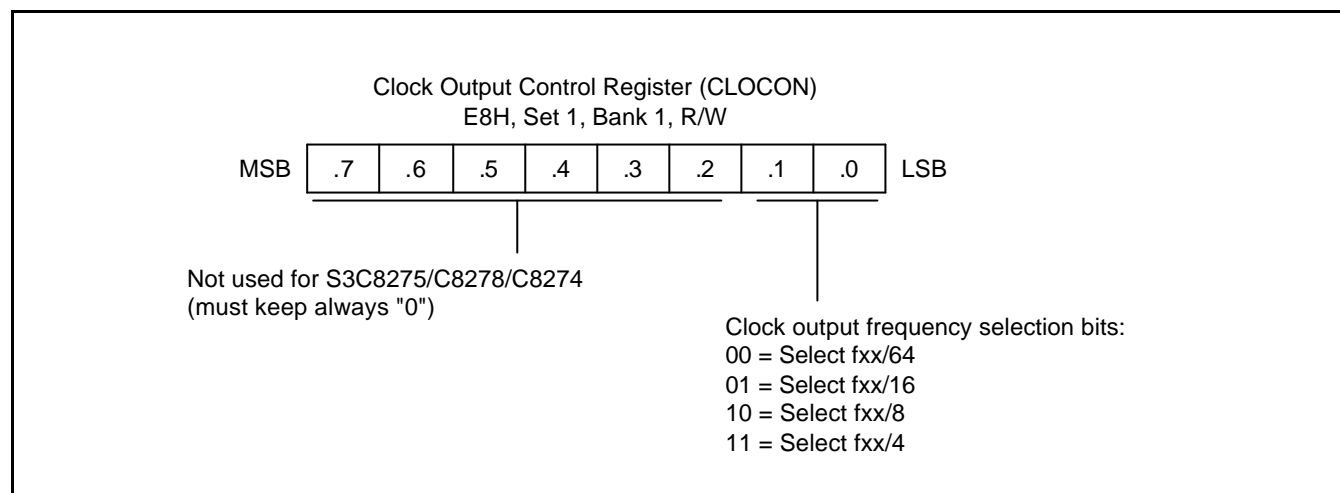 Clock Output Control Register (CLOCON)
E8H, Set 1, Bank 1, R/W
MSB .7 .6 .5 .4 .3 .2 .1 .0 LSB
Not used for S3C8275/C8278/C8274
(must keep always "0")
Clock output frequency selection bits:
00 = Select fxx/64
01 = Select fxx/16
10 = Select fxx/8
11 = Select fxx/4